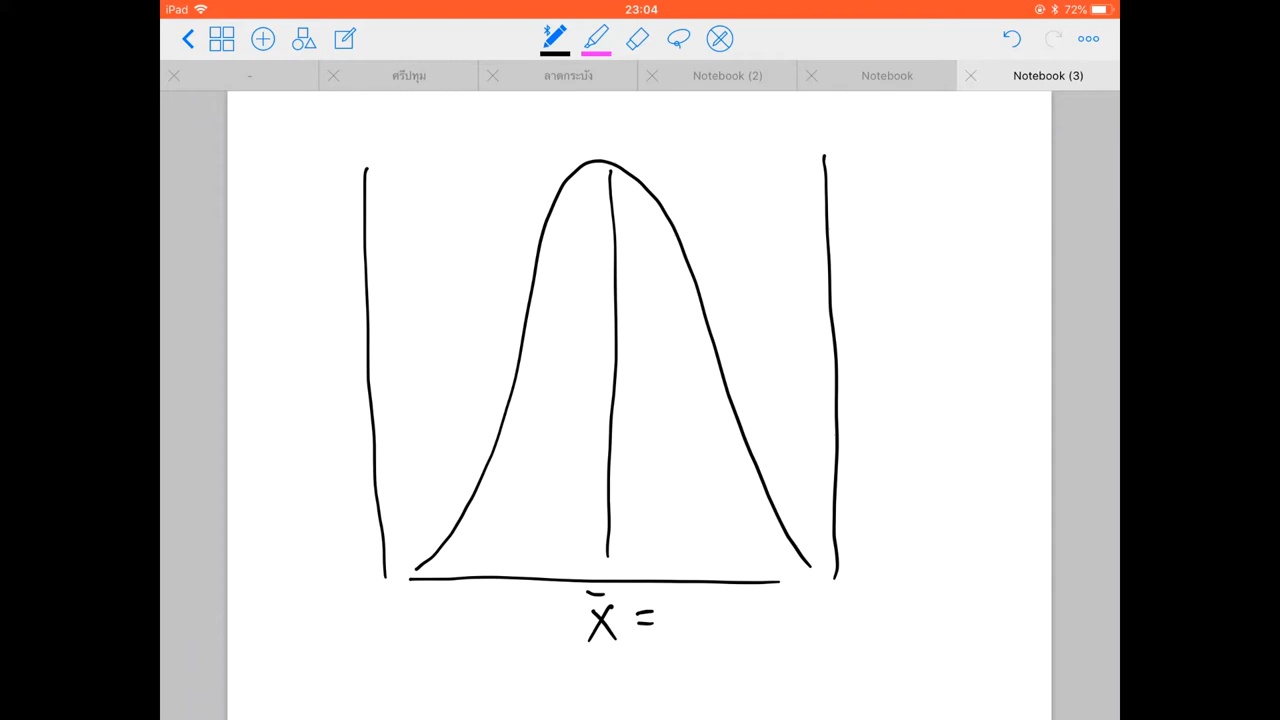 iPad 23:04 72%
- ศรีปทุม ลาดกระบัง Notebook (2) Notebook Notebook (3)
x̄ =